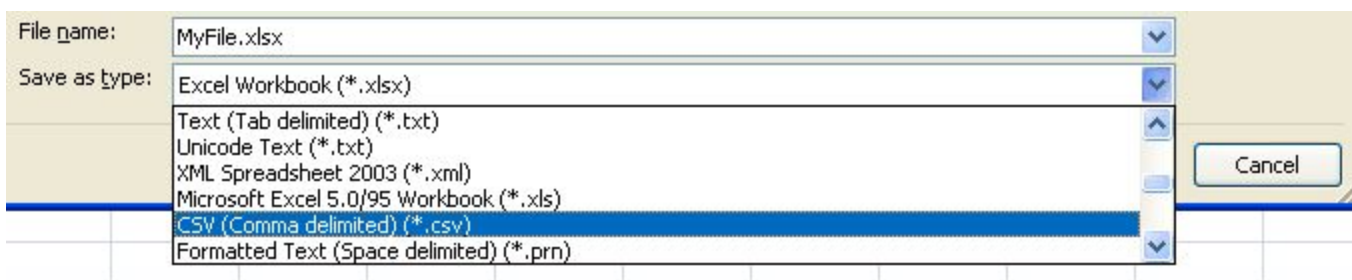 File name: MyFile.xlsx
Save as type: Excel Workbook (*.xlsx)
Text (Tab delimited) (*.txt)
Unicode Text (*.txt)
XML Spreadsheet 2003 (*.xml)
Cancel
Microsoft Excel 5.0/95 Workbook (*.xls)
CSV (Comma delimited) (*.csv)
Formatted Text (Space delimited) (*.prn)